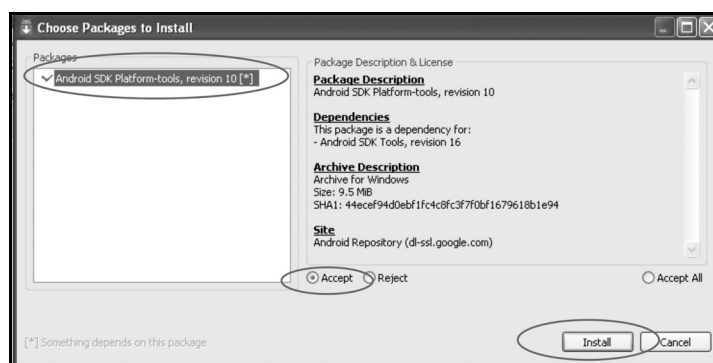 Choose Packages to Install
Packages
Android SDK Platform-tools, revision 10 [*]
Package Description & License
Package Description
Android SDK Platform-tools, revision 10
Dependencies
This package is a dependency for:
- Android SDK Tools, revision 16
Archive Description
Archive for Windows
Size: 9.5 MiB
SHA1: 44ecef94d0ebf1fc4c8fc3f7f0bf1679618b1e94
Site
Android Repository (dl-ssl.google.com)
Accept
Reject
Accept All
[*] Something depends on this package
Install
Cancel